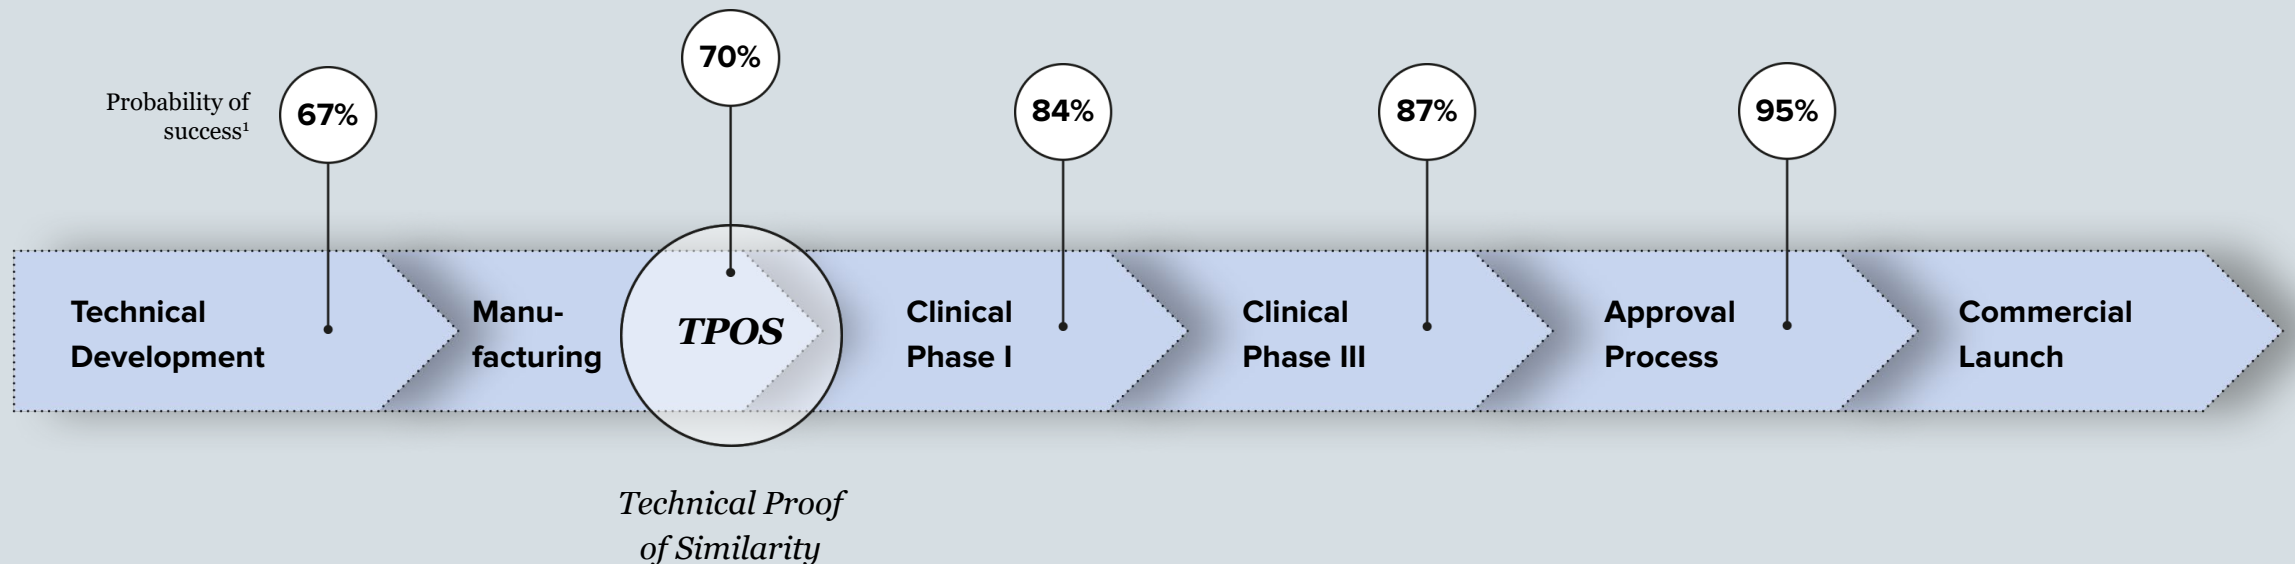 70%
Probability of
success¹
67%
84%
87%
95%
Technical
Development
Manu-
facturing
TPOS
Clinical
Phase I
Clinical
Phase III
Approval
Process
Commercial
Launch
Technical Proof
of Similarity